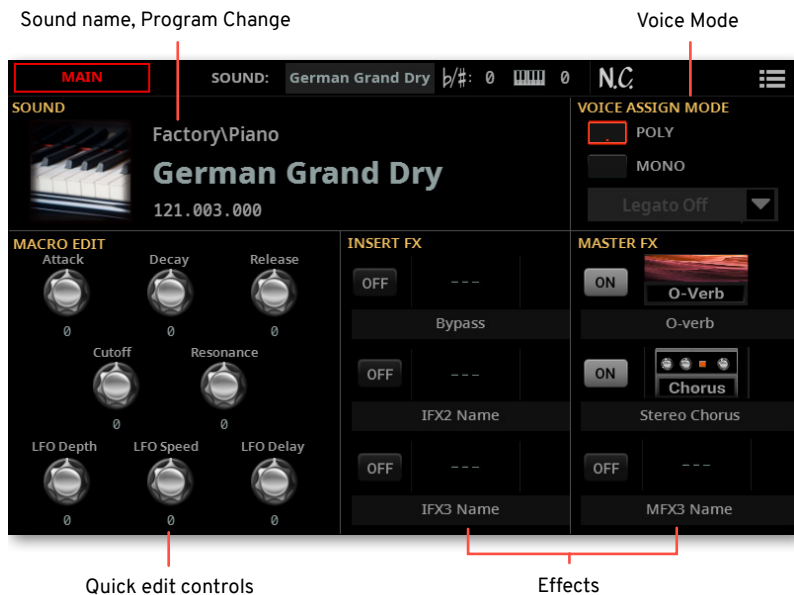 Sound name, Program Change
Voice Mode
MAIN SOUND: German Grand Dry ♭/#: 0 0 N.C.
SOUND
Factory\Piano
German Grand Dry
121.003.000
VOICE ASSIGN MODE
POLY
MONO
Legato Off
MACRO EDIT
Attack Decay Release
0 0 0
Cutoff Resonance
0 0
LFO Depth LFO Speed LFO Delay
0 0 0
INSERT FX
OFF ---
Bypass
OFF ---
IFX2 Name
OFF ---
IFX3 Name
MASTER FX
ON O-Verb
O-verb
ON Chorus
Stereo Chorus
OFF ---
MFX3 Name
Quick edit controls
Effects